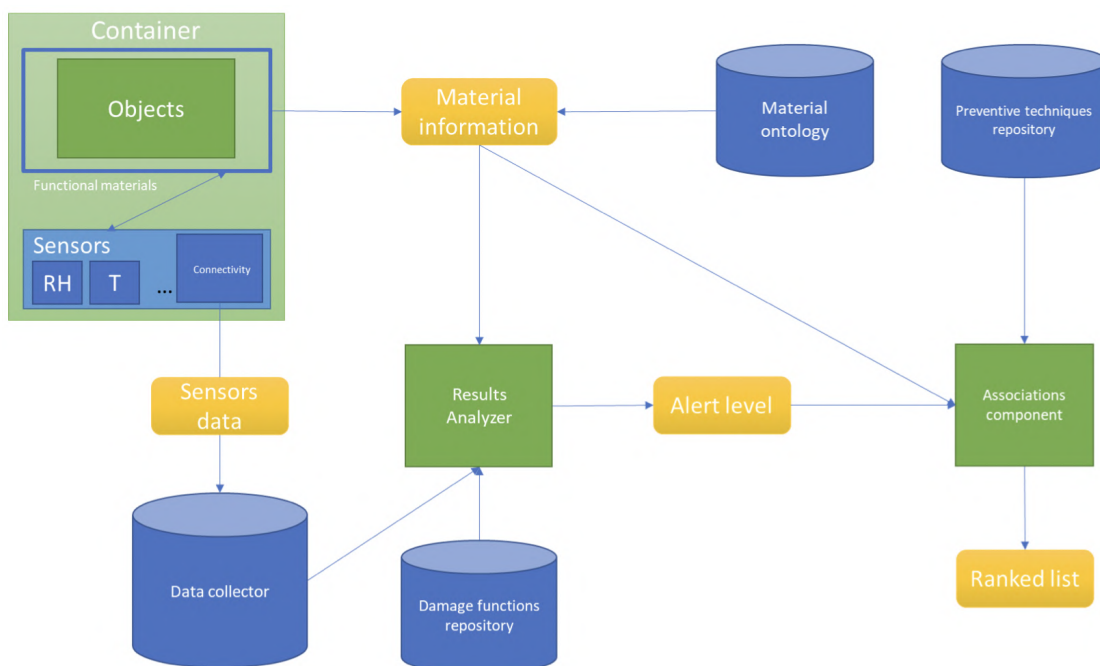 Container
Objects
Functional materials
Sensors
RH
T
...
Connectivity
Material
information
Material
ontology
Preventive techniques
repository
Sensors
data
Results
Analyzer
Alert level
Associations
component
Data collector
Damage functions
repository
Ranked list